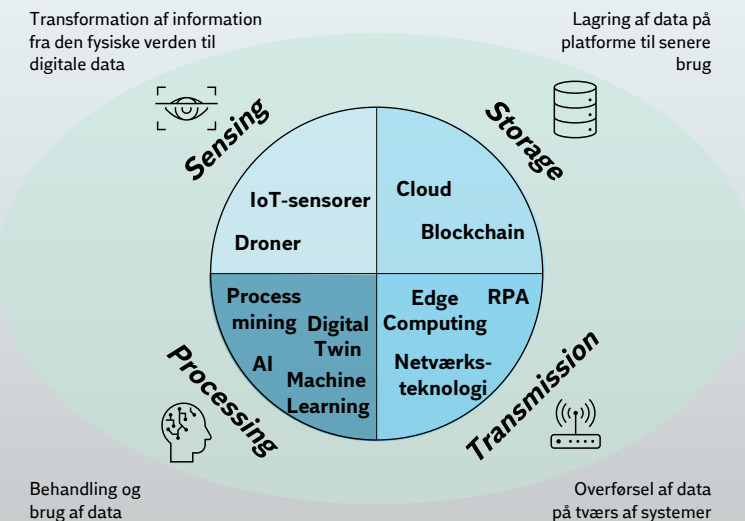 Transformation af information
fra den fysiske verden til
digitale data
Lagring af data på
platforme til senere
brug
Sensing
Storage
IoT-sensorer
Droner
Cloud
Blockchain
Process
mining
Digital
Twin
AI
Machine
Learning
Edge
Computing
RPA
Netværks-
teknologi
Processing
Transmission
Behandling og
brug af data
Overførsel af data
på tværs af systemer